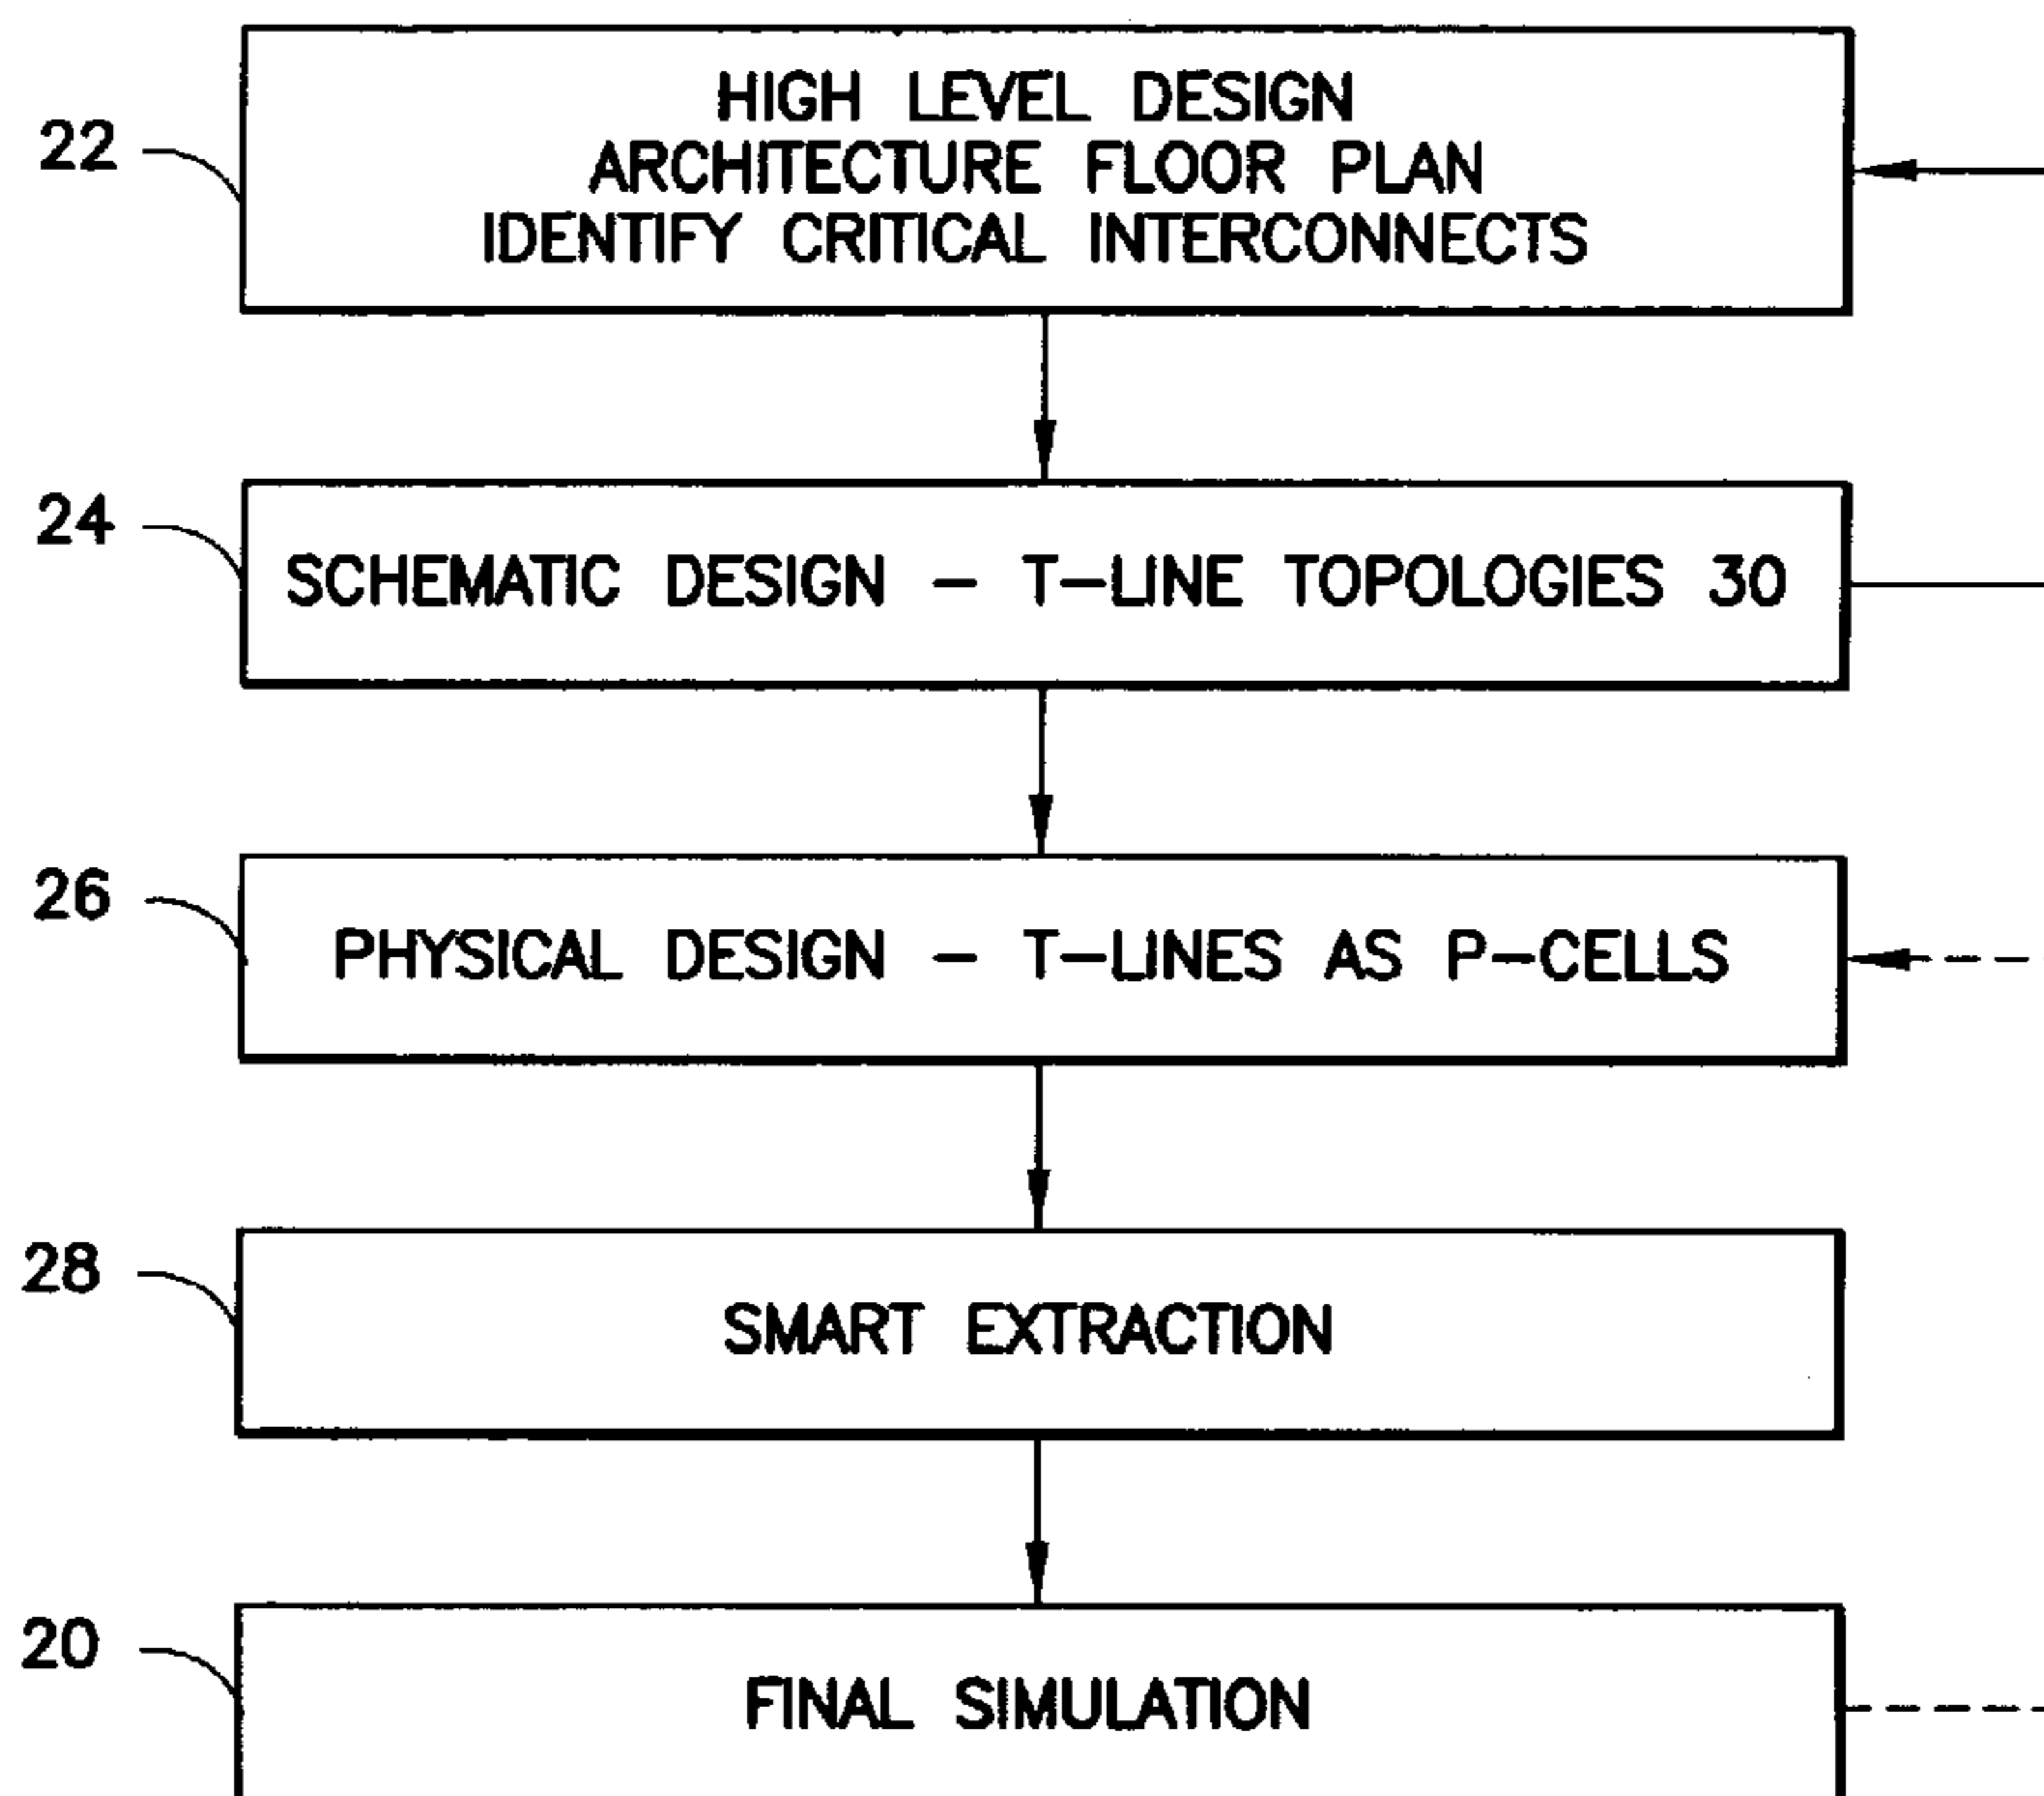 HIGH LEVEL DESIGN
ARCHITECTURE FLOOR PLAN
IDENTIFY CRITICAL INTERCONNECTS
22
24
SCHEMATIC DESIGN – T–LINE TOPOLOGIES 30
26
PHYSICAL DESIGN – T–LINES AS P–CELLS
28
SMART EXTRACTION
20
FINAL SIMULATION